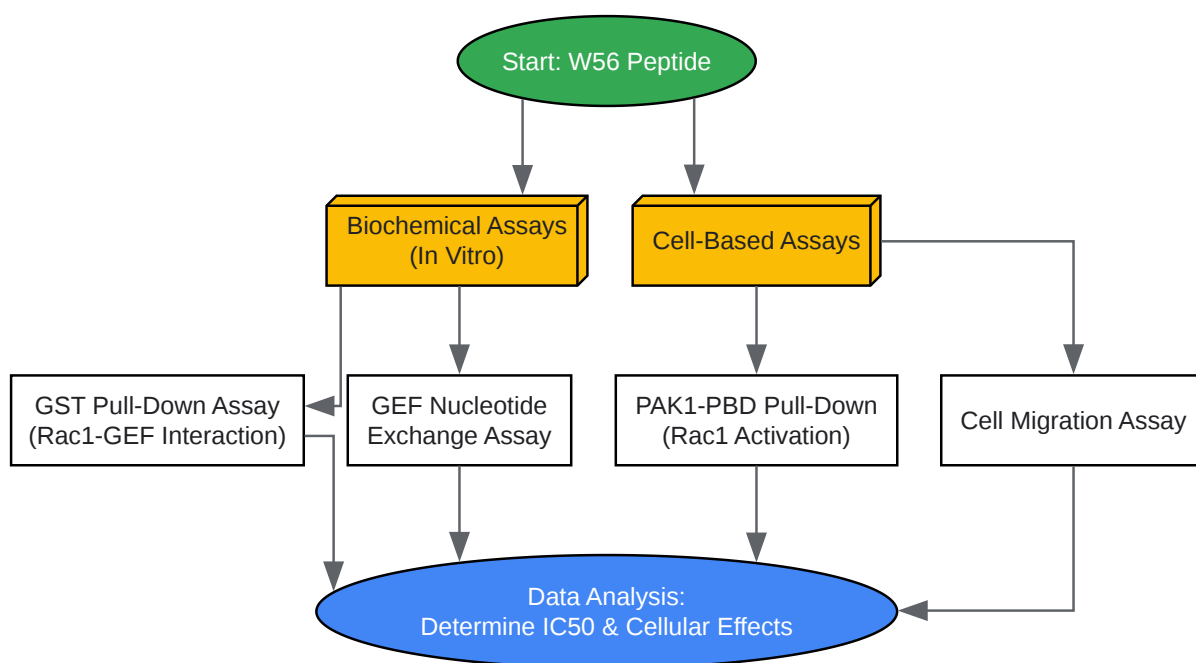 Start: W56 Peptide
Biochemical Assays
(In Vitro)
Cell-Based Assays
GST Pull-Down Assay
(Rac1-GEF Interaction)
GEF Nucleotide
Exchange Assay
PAK1-PBD Pull-Down
(Rac1 Activation)
Cell Migration Assay
Data Analysis:
Determine IC50 & Cellular Effects